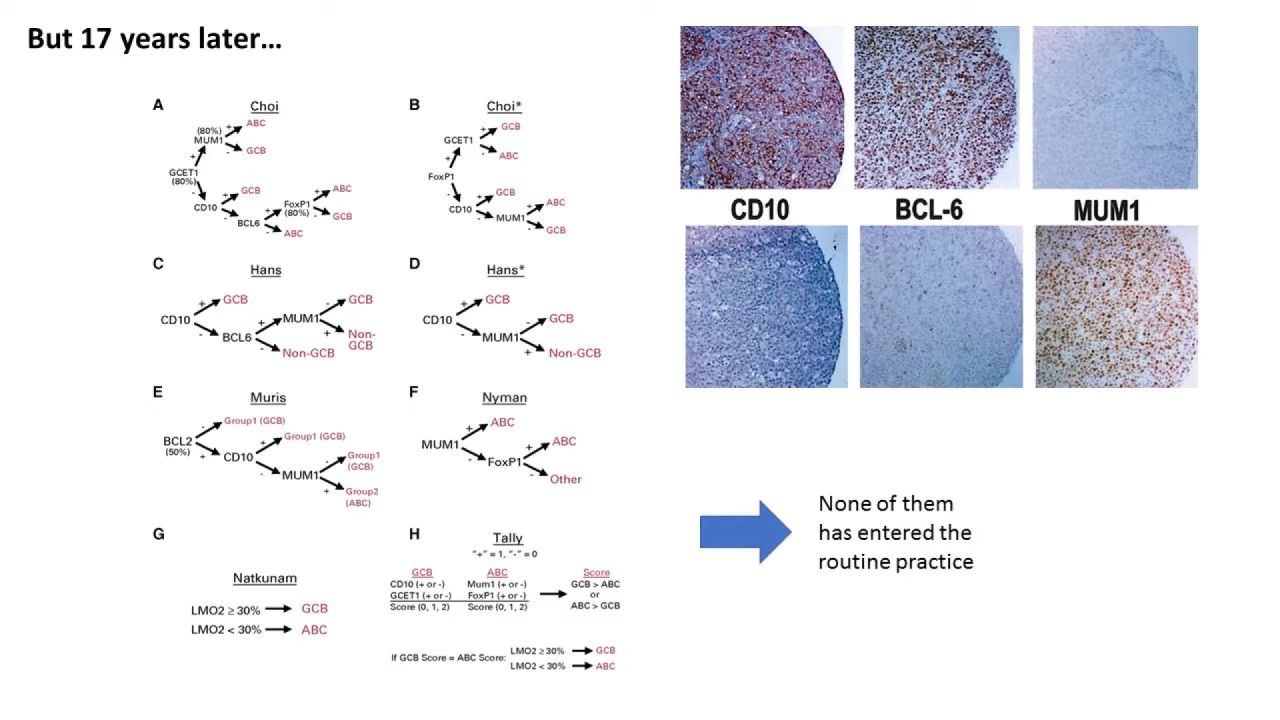 But 17 years later...
A
Choi
(80%)
MUM1
+
ABC
-
GCB
+
GCET1
(80%)
-
CD10
+
GCB
-
BCL6
+
FoxP1
(80%)
+
ABC
-
GCB
-
ABC
B
Choi*
GCET1
+
GCB
-
ABC
+
FoxP1
-
CD10
+
GCB
-
MUM1
+
ABC
-
GCB
C
Hans
CD10
+
GCB
-
BCL6
+
MUM1
-
GCB
+
Non-
GCB
-
Non-GCB
D
Hans*
CD10
+
GCB
-
MUM1
-
GCB
+
Non-GCB
E
Muris
BCL2
(50%)
-
Group1 (GCB)
+
CD10
+
Group1 (GCB)
-
MUM1
-
Group1
(GCB)
+
Group2
(ABC)
F
Nyman
MUM1
+
ABC
-
FoxP1
+
ABC
-
Other
G
Natkunam
LMO2 ≥ 30% GCB
LMO2 < 30% ABC
H
Tally
"+" = 1, "-" = 0
GCB ABC Score
CD10 (+ or -) Mum1 (+ or -) GCB > ABC
GCET1 (+ or -) FoxP1 (+ or -) or
Score (0, 1, 2) Score (0, 1, 2) ABC > GCB
If GCB Score = ABC Score:
LMO2 ≥ 30% GCB
LMO2 < 30% ABC
CD10 BCL-6 MUM1
None of them
has entered the
routine practice